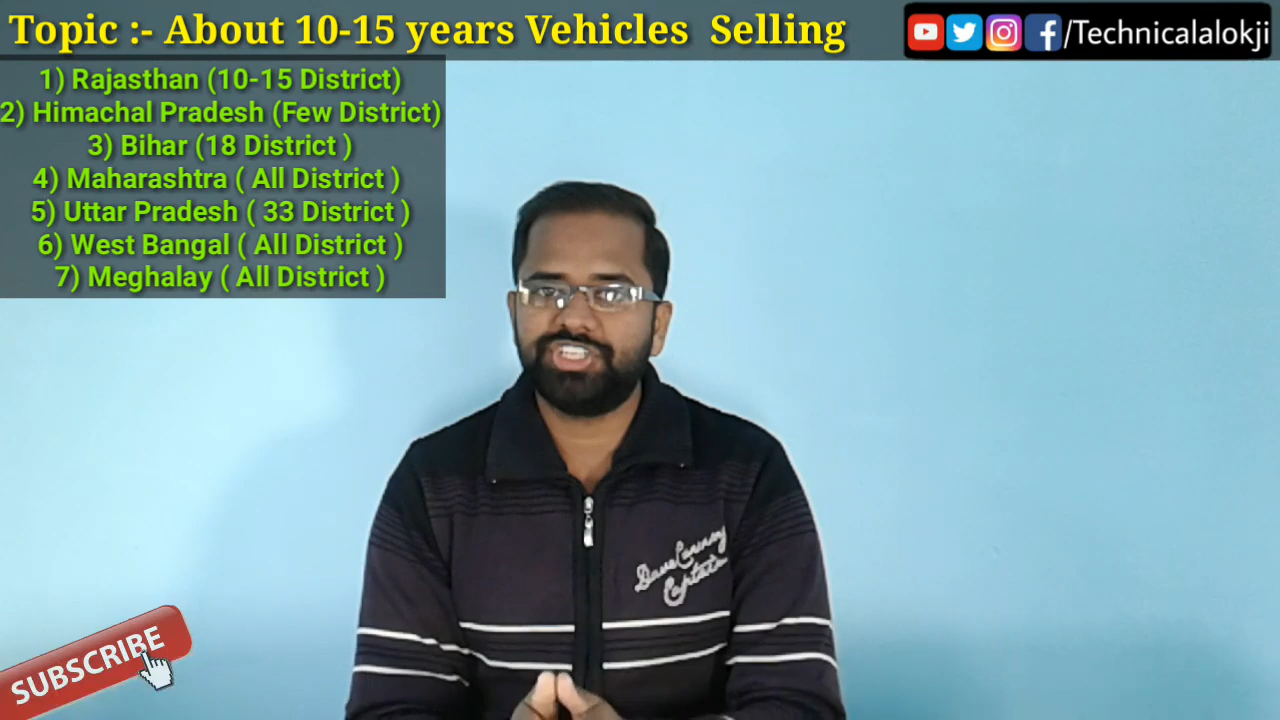 Topic :- About 10-15 years Vehicles Selling
/Technicalalokji
1) Rajasthan (10-15 District)
2) Himachal Pradesh (Few District)
3) Bihar (18 District )
4) Maharashtra ( All District )
5) Uttar Pradesh ( 33 District )
6) West Bangal ( All District )
7) Meghalay ( All District )
Captain
SUBSCRIBE